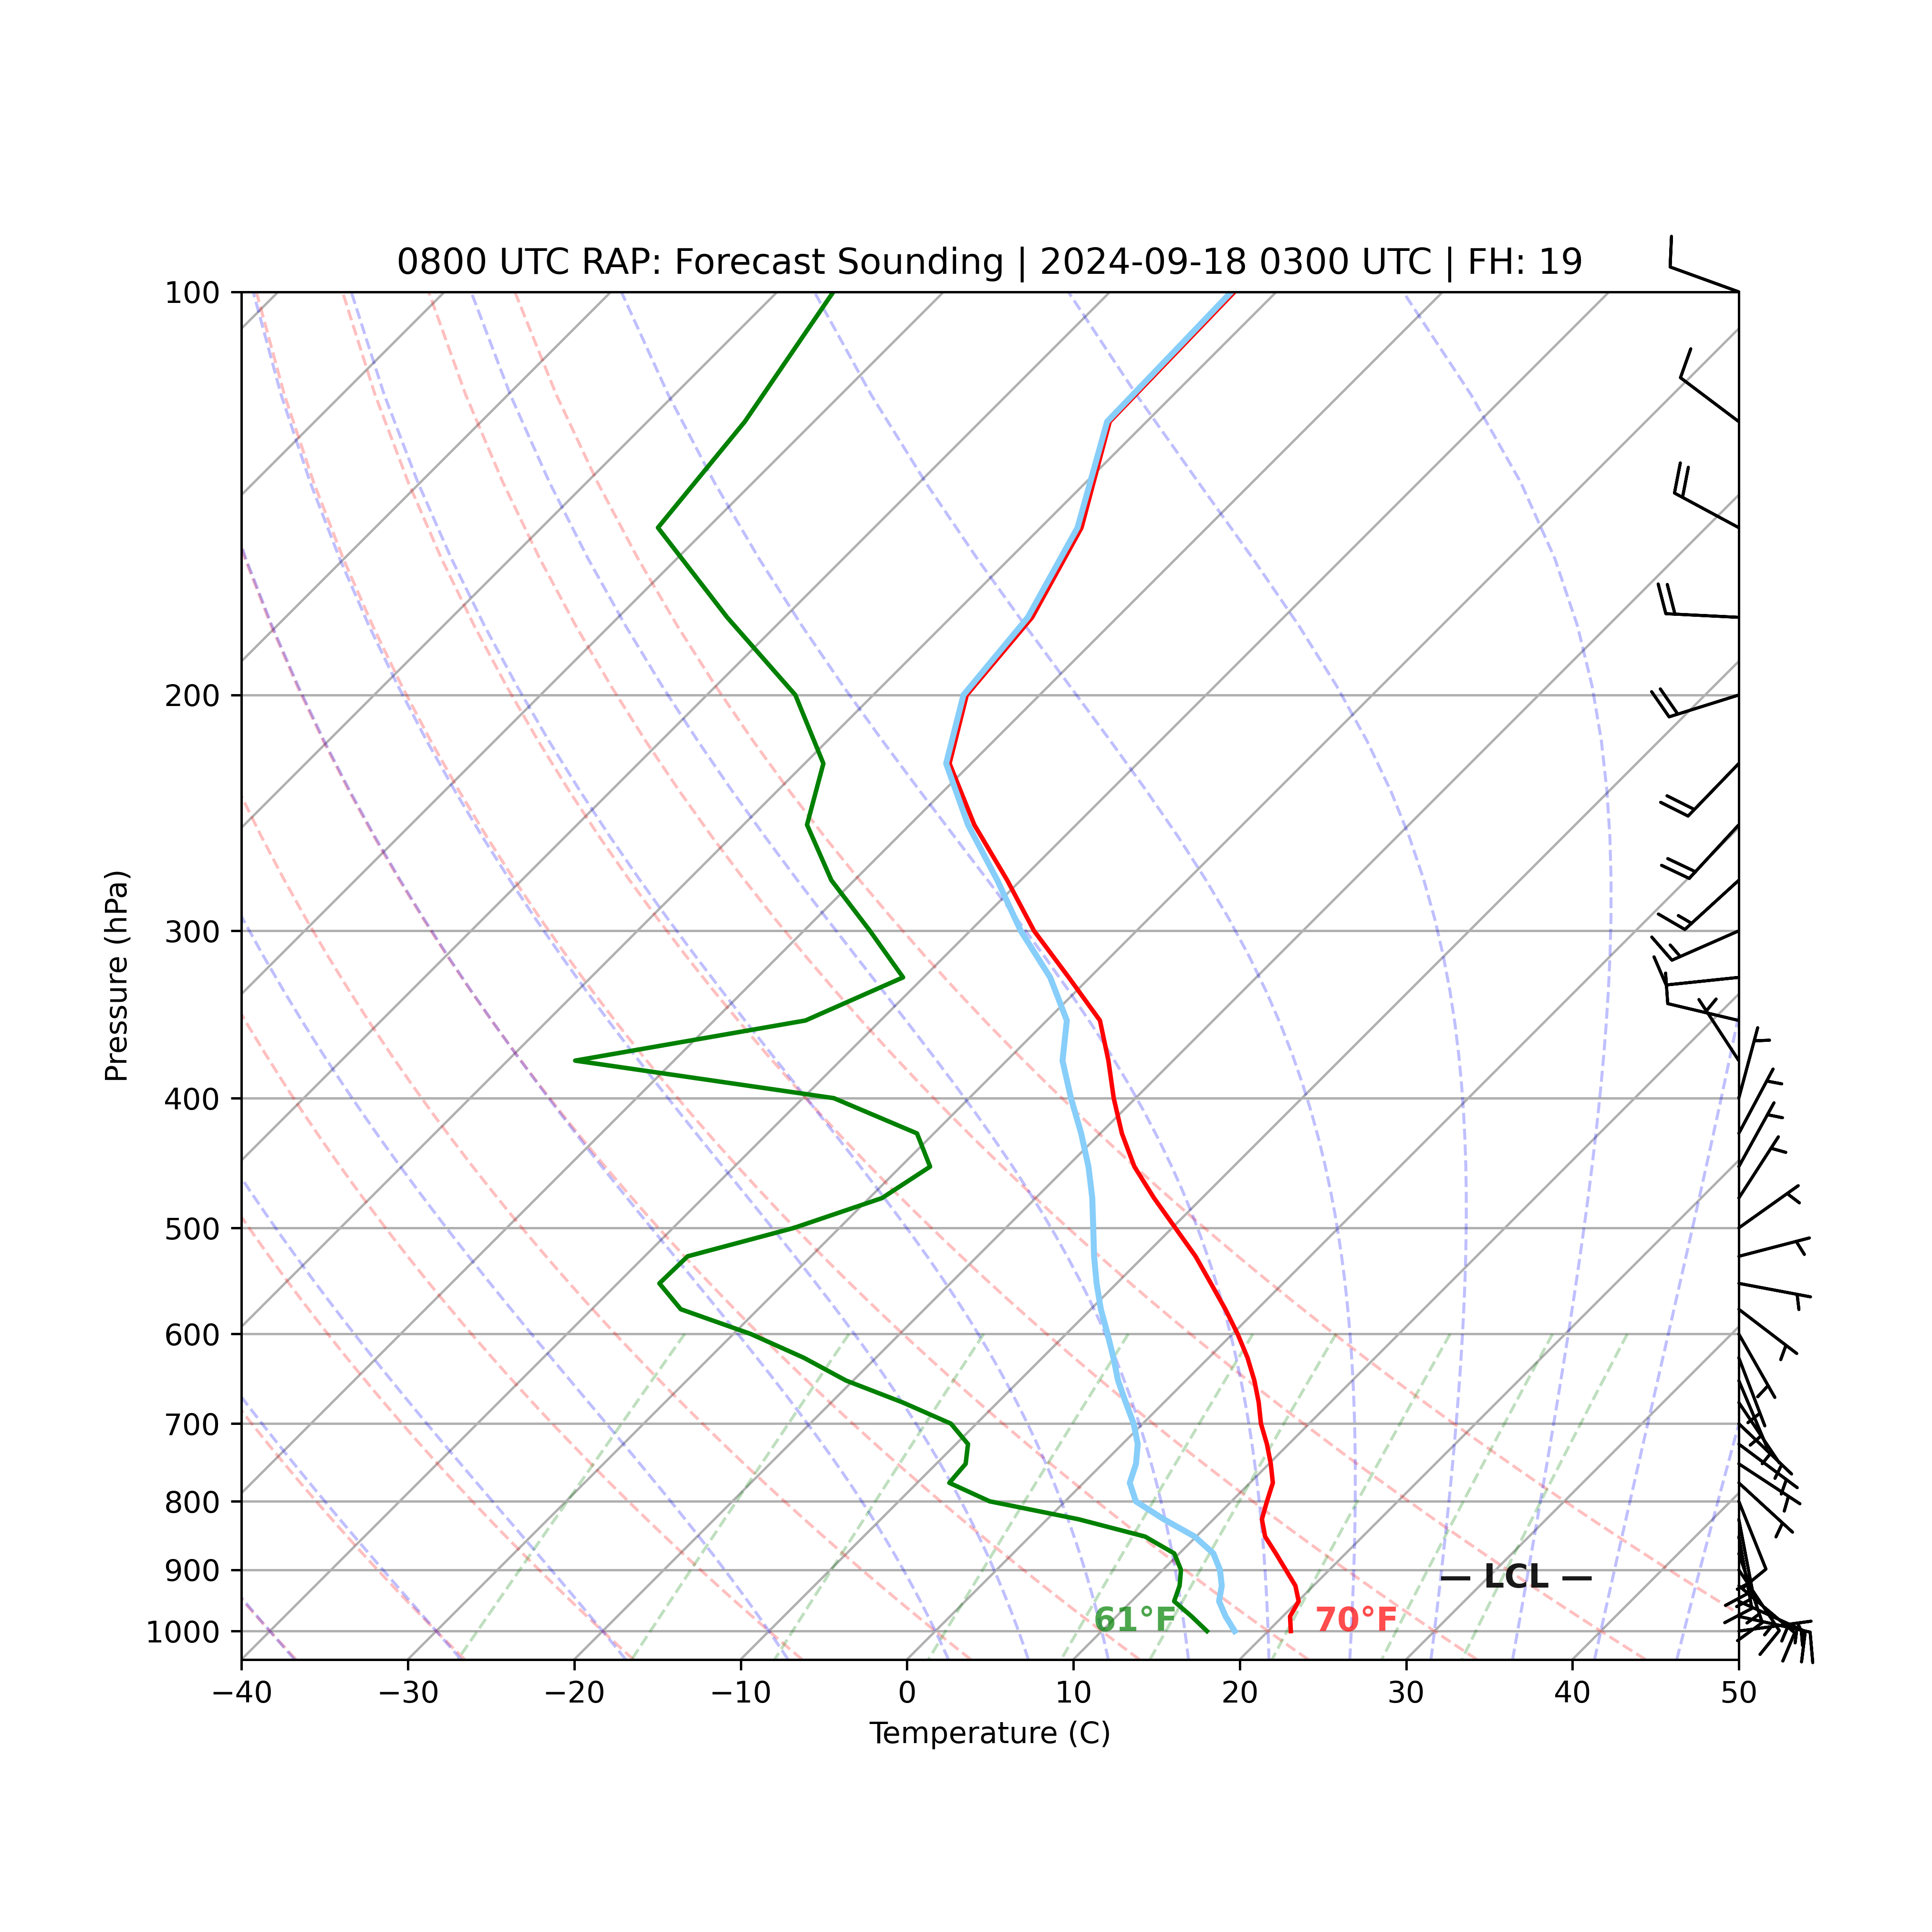 0800 UTC RAP: Forecast Sounding | 2024-09-18 0300 UTC | FH: 19
100
200
300
400
500
600
700
800
900
1000
Pressure (hPa)
— LCL —
61°F
70°F
−40 −30 −20 −10 0 10 20 30 40 50
Temperature (C)